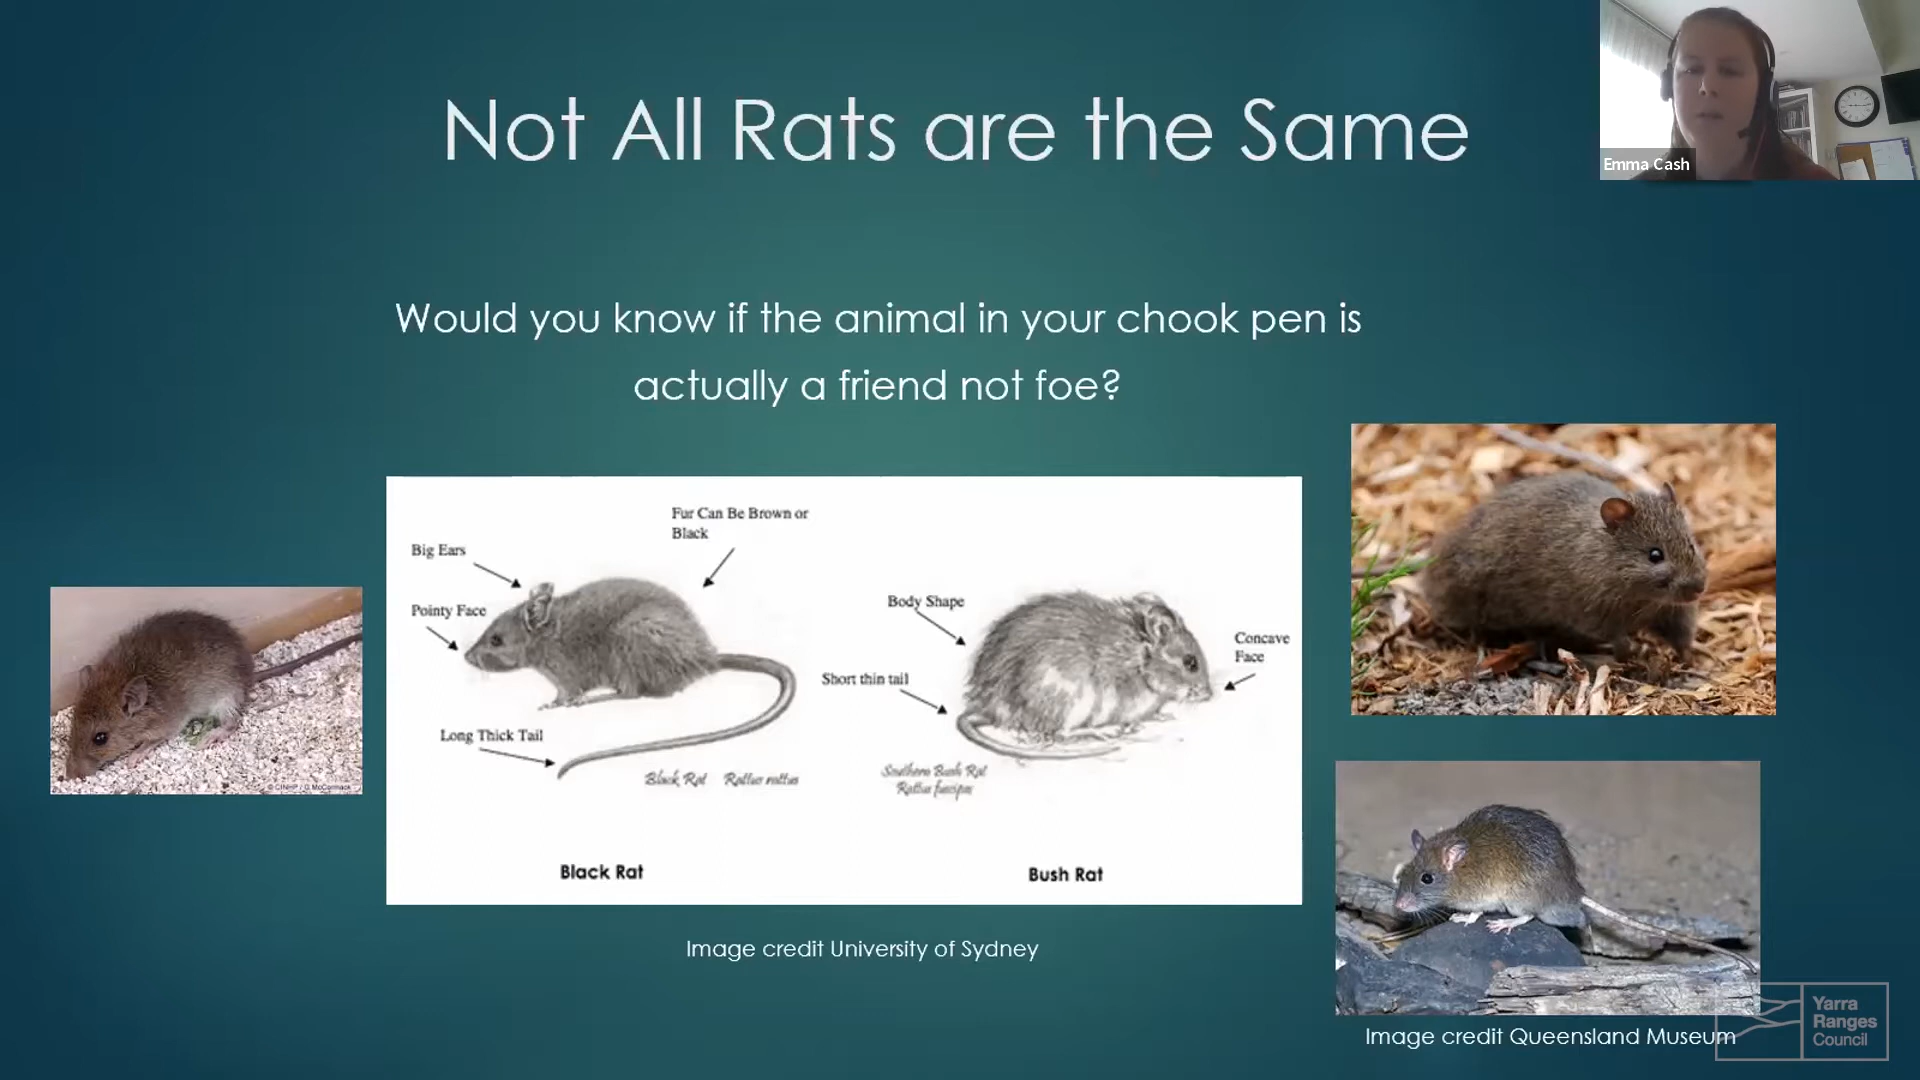 Not All Rats are the Same
Emma Cash
Would you know if the animal in your chook pen is
actually a friend not foe?
Fur Can Be Brown or
Black
Big Ears
Pointy Face
Long Thick Tail
Black Rat Rattus rattus
Black Rat
Body Shape
Concave
Face
Short thin tail
Southern Bush Rat
Rattus fuscipes
Bush Rat
© CINHP / G McCormack
Image credit University of Sydney
Image credit Queensland Museum
Yarra
Ranges
Council